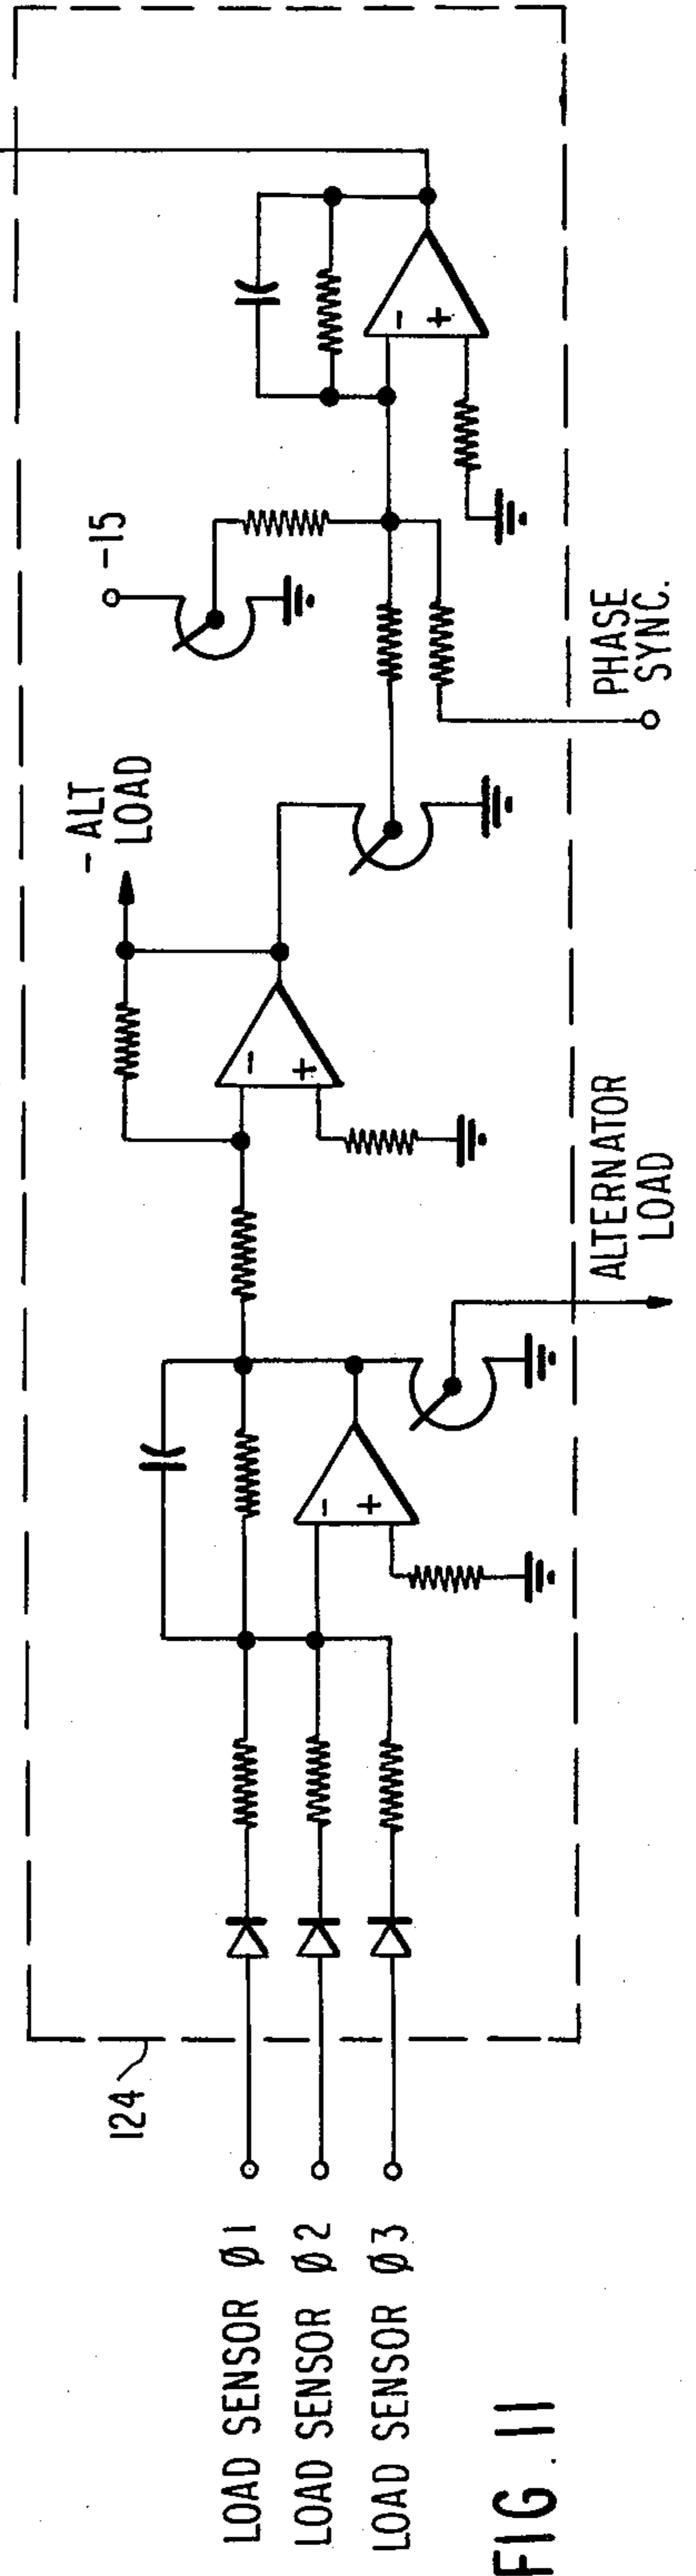 LOAD SENSOR Ø1
LOAD SENSOR Ø2
LOAD SENSOR Ø3
124
-
+
ALTERNATOR
LOAD
-
+
- ALT
LOAD
-15
PHASE
SYNC.
-
+
FIG. 11